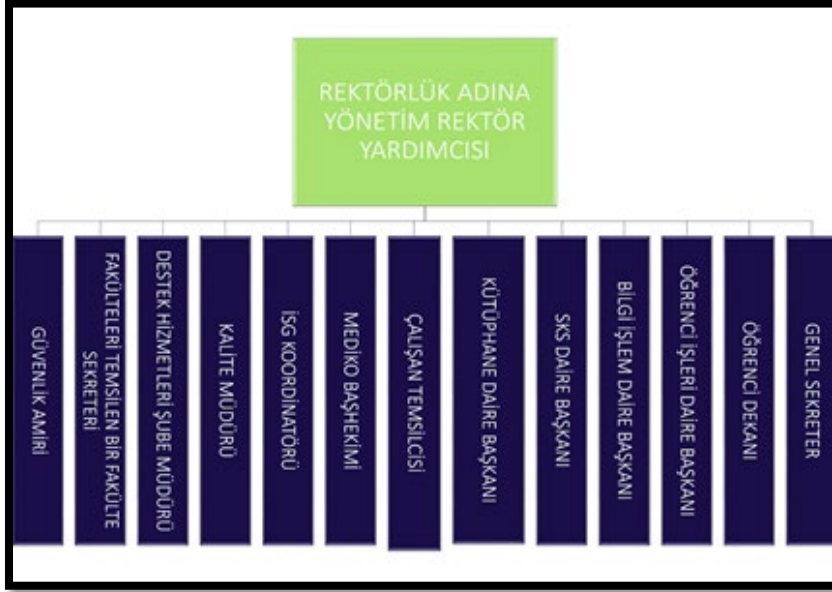 REKTÖRLÜK ADINA
YÖNETİM REKTÖR
YARDIMCISI
GÜVENLİK AMİRİ
FAKÜLTELERİ TEMSİLEN BİR FAKÜLTE
SEKRETERİ
DESTEK HİZMETLERİ ŞUBE MÜDÜRÜ
KALİTE MÜDÜRÜ
İSG KOORDİNATÖRÜ
MEDİKO BAŞHEKİMİ
ÇALIŞAN TEMSİLCİSİ
KÜTÜPHANE DAİRE BAŞKANI
SKS DAİRE BAŞKANI
BİLGİ İŞLEM DAİRE BAŞKANI
ÖĞRENCİ İŞLERİ DAİRE BAŞKANI
ÖĞRENCİ DEKANI
GENEL SEKRETER